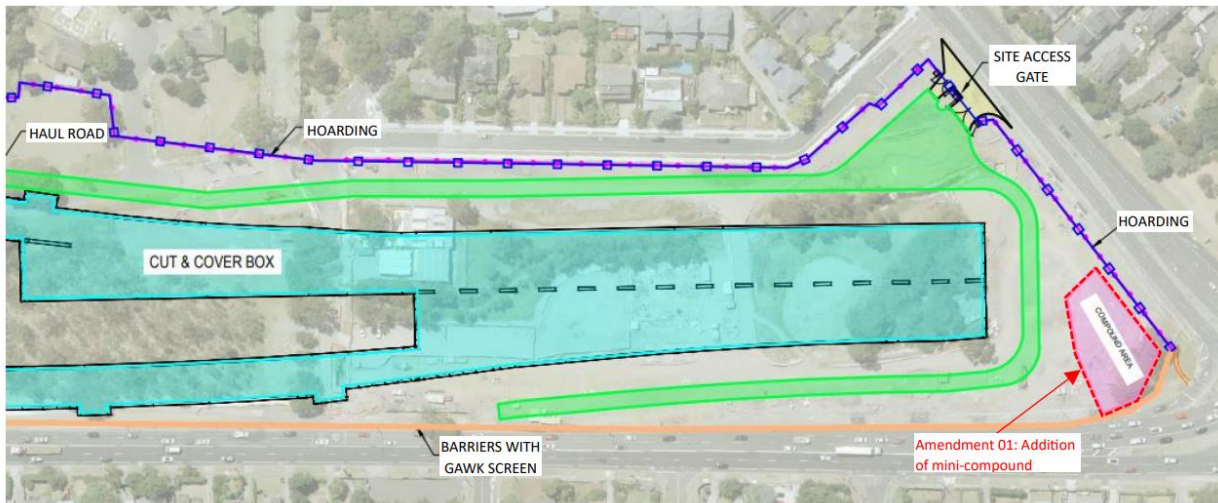 SITE ACCESS
GATE
HAUL ROAD
HOARDING
HOARDING
CUT & COVER BOX
COMPOUND AREA
BARRIERS WITH
GAWK SCREEN
Amendment 01: Addition
of mini-compound